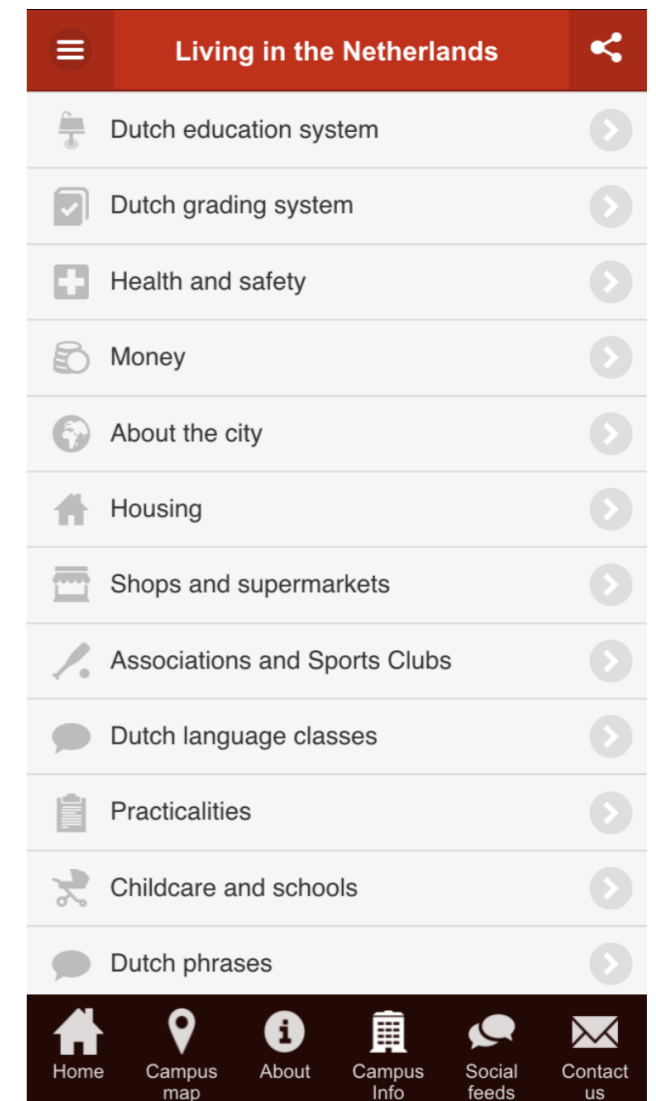 Living in the Netherlands
Dutch education system
Dutch grading system
Health and safety
Money
About the city
Housing
Shops and supermarkets
Associations and Sports Clubs
Dutch language classes
Practicalities
Childcare and schools
Dutch phrases
Home
Campus
map
About
Campus
Info
Social
feeds
Contact
us